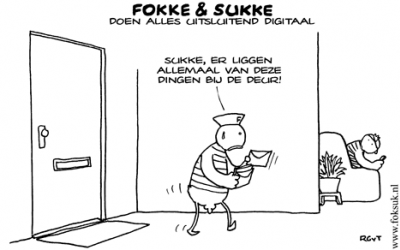 FOKKE & SUKKE
DOEN ALLES UITSLUITEND DIGITAAL
SUKKE, ER LIGGEN
ALLEMAAL VAN DEZE
DINGEN BIJ DE DEUR!
F
RGvT
www.foksuk.nl